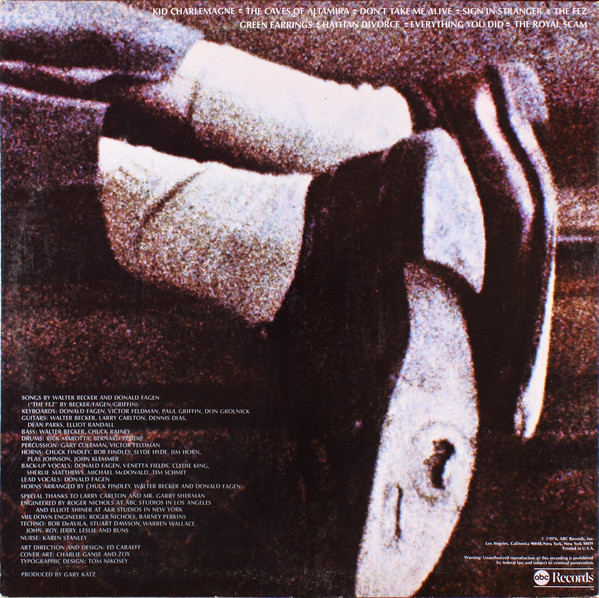 KID CHARLEMAGNE = THE CAVES OF ALTAMIRA = DON'T TAKE ME ALIVE = SIGN IN STRANGER = THE FEZ
GREEN EARRINGS = HAITIAN DIVORCE = EVERYTHING YOU DID = THE ROYAL SCAM
SONGS BY WALTER BECKER AND DONALD FAGEN
("THE FEZ" BY BECKER/FAGEN/GRIFFIN)
KEYBOARDS: DONALD FAGEN, VICTOR FELDMAN, PAUL GRIFFIN, DON GROLNICK
GUITARS: WALTER BECKER, LARRY CARLTON, DENNIS DIAS,
DEAN PARKS, ELLIOT RANDALL
BASS: WALTER BECKER, CHUCK RAINEY
DRUMS: RICK MAROTTA, BERNARD PURDIE
PERCUSSION: GARY COLEMAN, VICTOR FELDMAN
HORNS: CHUCK FINDLEY, BOB FINDLEY, SLYDE HYDE, JIM HORN,
PLAS JOHNSON, JOHN KLEMMER
BACK-UP VOCALS: DONALD FAGEN, VENETTA FIELDS, CLYDIE KING,
SHERLIE MATTHEWS, MICHAEL McDONALD, TIM SCHMIT
LEAD VOCALS: DONALD FAGEN
HORNS ARRANGED BY CHUCK FINDLEY, WALTER BECKER AND DONALD FAGEN
SPECIAL THANKS TO LARRY CARLTON AND MR. GARRY SHERMAN
ENGINEERED BY ROGER NICHOLS AT ABC STUDIOS IN LOS ANGELES
AND ELLIOT SHINER AT A&R STUDIOS IN NEW YORK
MIX DOWN ENGINEERS: ROGER NICHOLS, BARNEY PERKINS
TECHNO: BOB DeAVILA, STUART DAWSON, WARREN WALLACE,
JOHN, ROY, JERRY, LESLIE AND BUNS
NURSE: KAREN STANLEY
ART DIRECTION AND DESIGN: ED CARAEFF
COVER ART: CHARLIE GANSE AND ZOX
TYPOGRAPHIC DESIGN: TOM NIKOSEY
PRODUCED BY GARY KATZ
© 1976, ABC Records, Inc.
Los Angeles, California 90048/New York, New York 10019
Printed in U.S.A.
Warning: Unauthorized reproduction of this recording is prohibited
by federal law and subject to criminal prosecution.
abc Records